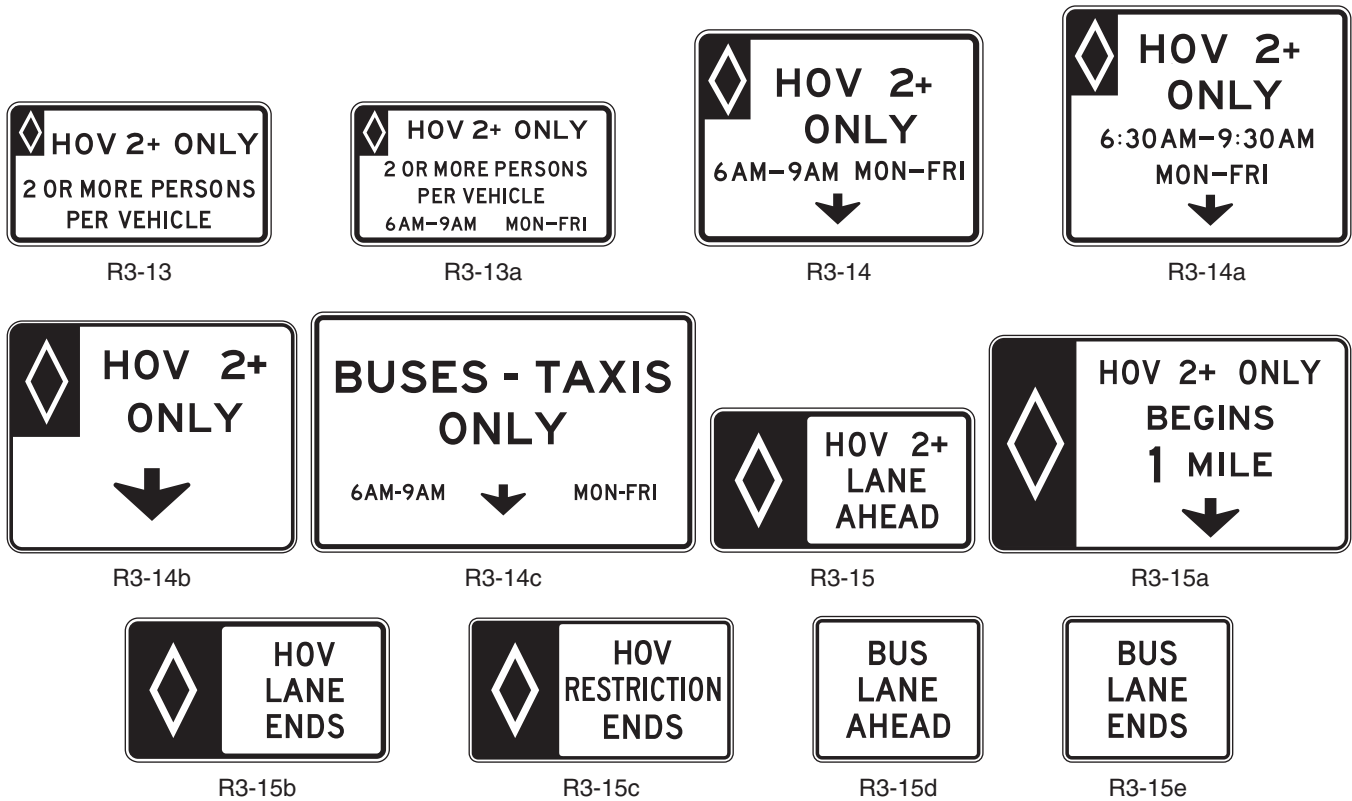 HOV 2+ ONLY
2 OR MORE PERSONS
PER VEHICLE
R3-13
HOV 2+ ONLY
2 OR MORE PERSONS
PER VEHICLE
6AM–9AM MON–FRI
R3-13a
HOV 2+
ONLY
6AM–9AM MON–FRI
R3-14
HOV 2+
ONLY
6:30AM–9:30AM
MON–FRI
R3-14a
HOV 2+
ONLY
R3-14b
BUSES - TAXIS
ONLY
6AM-9AM MON-FRI
R3-14c
HOV 2+
LANE
AHEAD
R3-15
HOV 2+ ONLY
BEGINS
1 MILE
R3-15a
HOV
LANE
ENDS
R3-15b
HOV
RESTRICTION
ENDS
R3-15c
BUS
LANE
AHEAD
R3-15d
BUS
LANE
ENDS
R3-15e